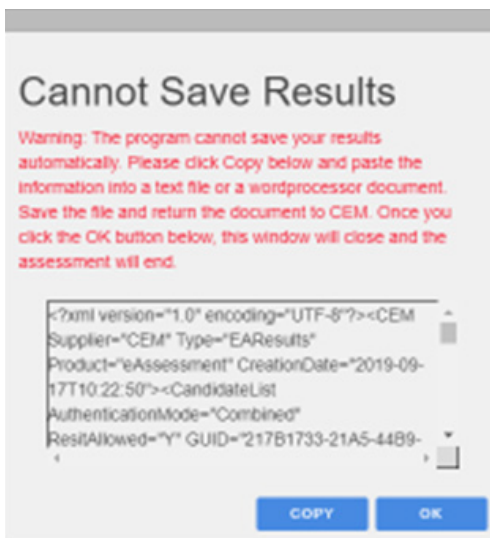 Cannot Save Results
Warning: The program cannot save your results
automatically. Please click Copy below and paste the
information into a text file or a wordprocessor document.
Save the file and return the document to CEM. Once you
click the OK button below, this window will close and the
assessment will end.
<?xml version="1.0" encoding="UTF-8"?><CEM
Supplier="CEM" Type="EAResults"
Product="eAssessment" CreationDate="2019-09-
17T10:22:50"><CandidateList
AuthenticationMode="Combined"
ResitAllowed="Y" GUID="217B1733-21A5-44B9-
COPY
OK